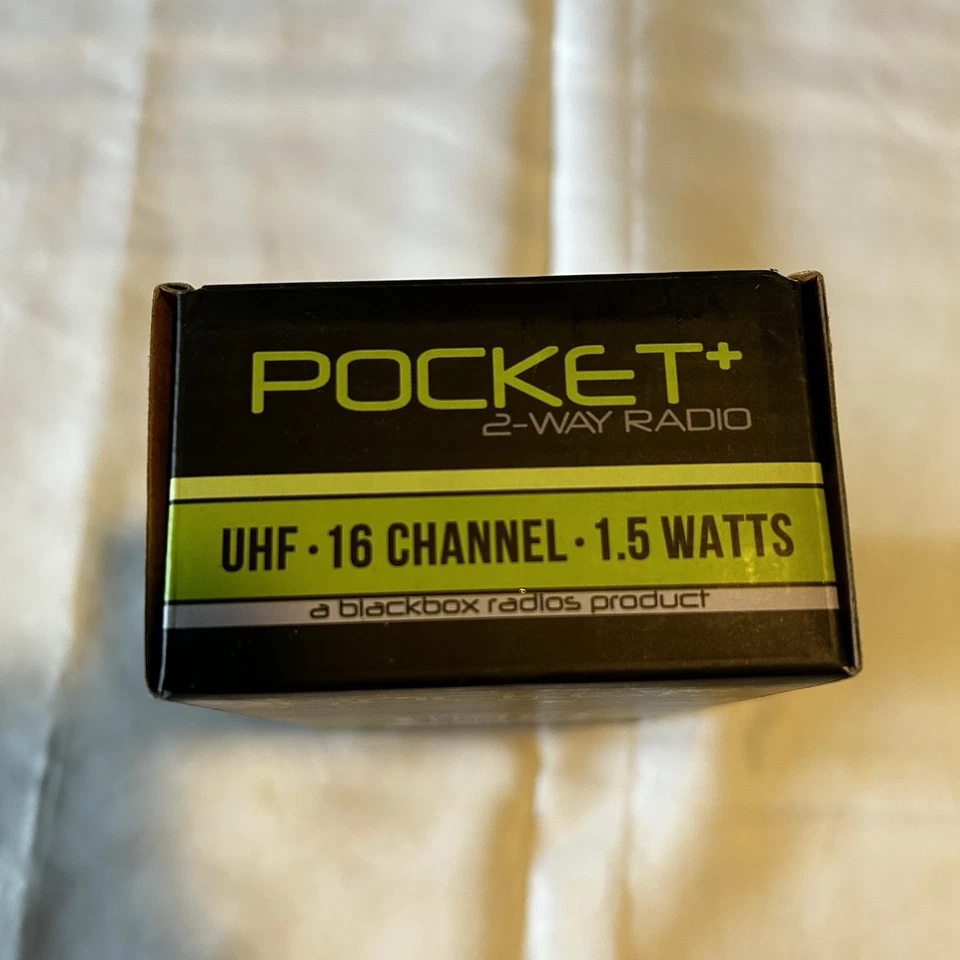 POCKET+
2-WAY RADIO
UHF · 16 CHANNEL · 1.5 WATTS
a blackbox radios product